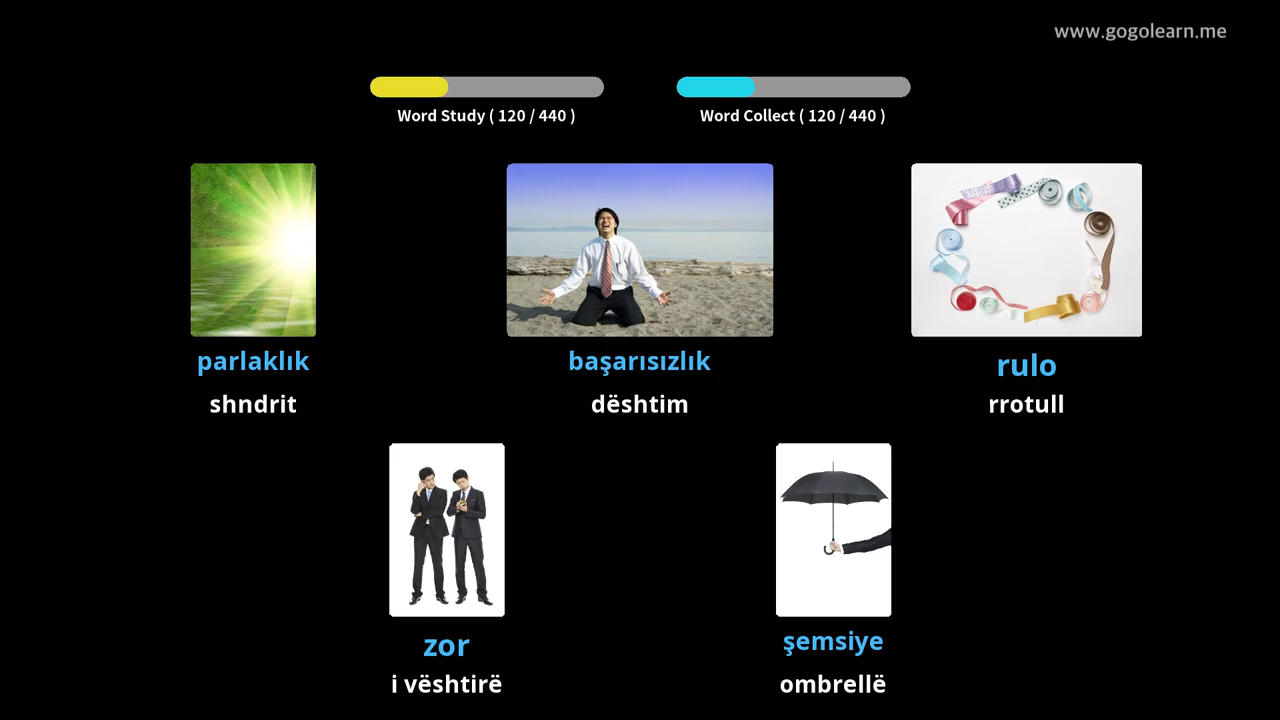 www.gogolearn.me
Word Study ( 120 / 440 )
Word Collect ( 120 / 440 )
parlaklık
shndrit
başarısızlık
dështim
rulo
rrotull
zor
i vështirë
şemsiye
ombrellë